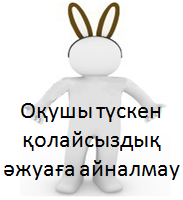 Оқушы түскен
қолайсыздық
әжуаға айналмау